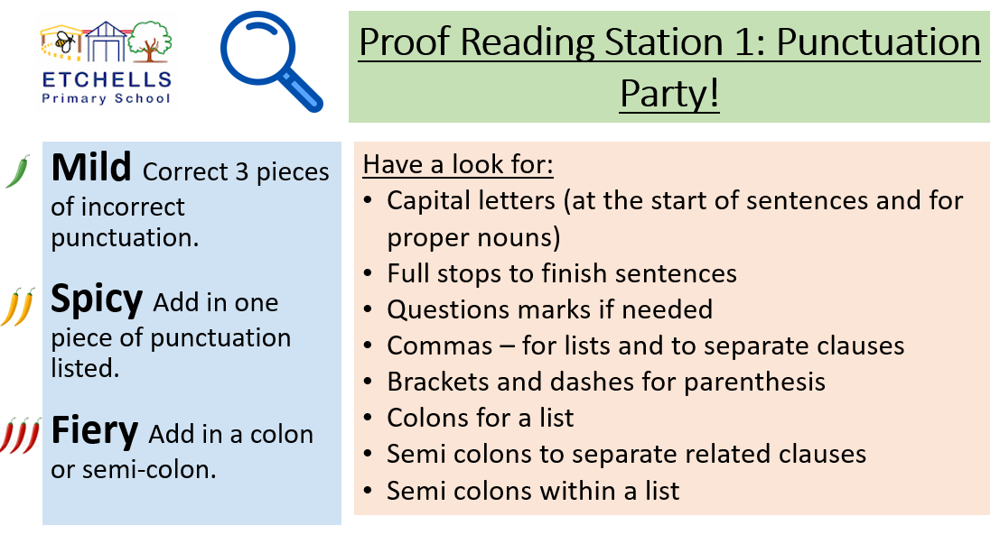 ETCHELLS
Primary School
Proof Reading Station 1: Punctuation
Party!
Mild Correct 3 pieces
of incorrect
punctuation.
Spicy Add in one
piece of punctuation
listed.
Fiery Add in a colon
or semi-colon.
Have a look for:
• Capital letters (at the start of sentences and for
proper nouns)
• Full stops to finish sentences
• Questions marks if needed
• Commas – for lists and to separate clauses
• Brackets and dashes for parenthesis
• Colons for a list
• Semi colons to separate related clauses
• Semi colons within a list